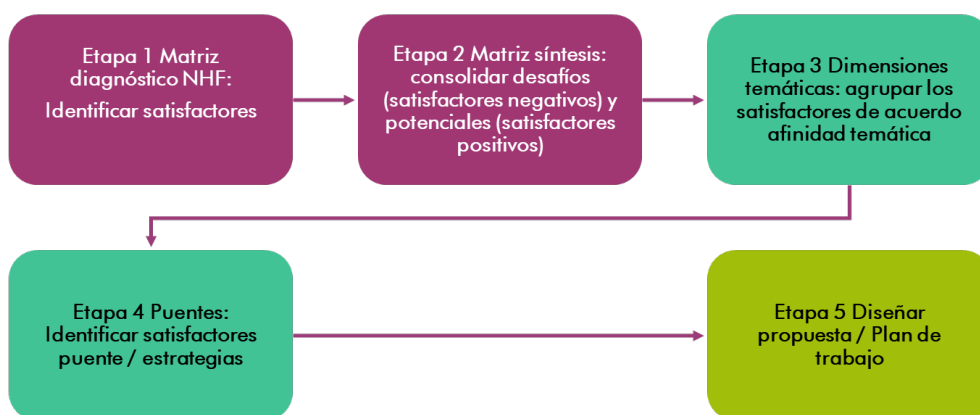 Etapa 1 Matriz
diagnóstico NHF:
Identificar satisfactores
Etapa 2 Matriz síntesis:
consolidar desafíos
(satisfactores negativos) y
potenciales (satisfactores
positivos)
Etapa 3 Dimensiones
temáticas: agrupar los
satisfactores de acuerdo
afinidad temática
Etapa 4 Puentes:
Identificar satisfactores
puente / estrategias
Etapa 5 Diseñar
propuesta / Plan de
trabajo